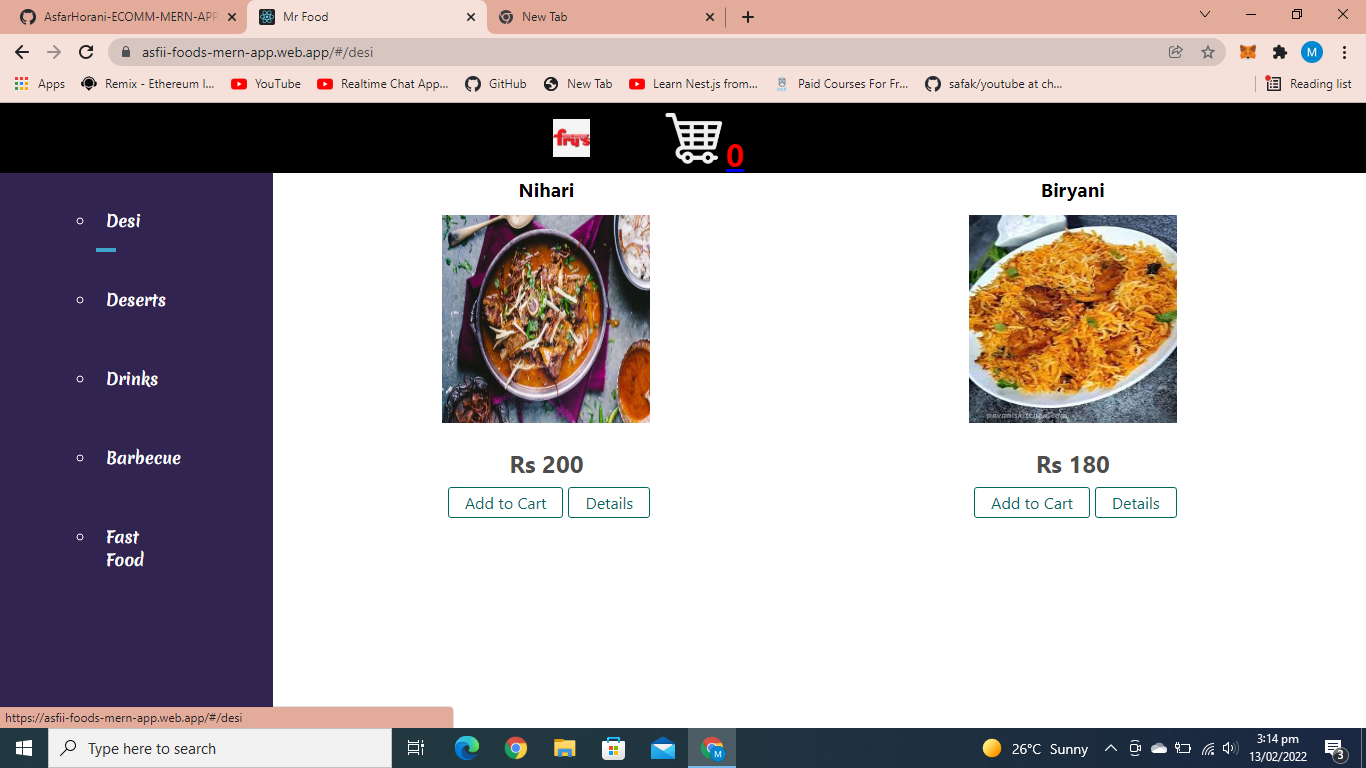 AsfarHorani-ECOMM-MERN-APP
Mr Food
New Tab
asfii-foods-mern-app.web.app/#/desi
M
Apps
Remix - Ethereum I...
YouTube
Realtime Chat App...
GitHub
New Tab
Learn Nest.js from...
Paid Courses For Fr...
safak/youtube at ch...
Reading list
fry's
0
Desi
Deserts
Drinks
Barbecue
Fast
Food
Nihari
Biryani
pavaniskitchen.com
Rs 200
Rs 180
Add to Cart
Details
Add to Cart
Details
https://asfii-foods-mern-app.web.app/#/desi
Type here to search
M
26°C Sunny
3:14 pm
13/02/2022
3